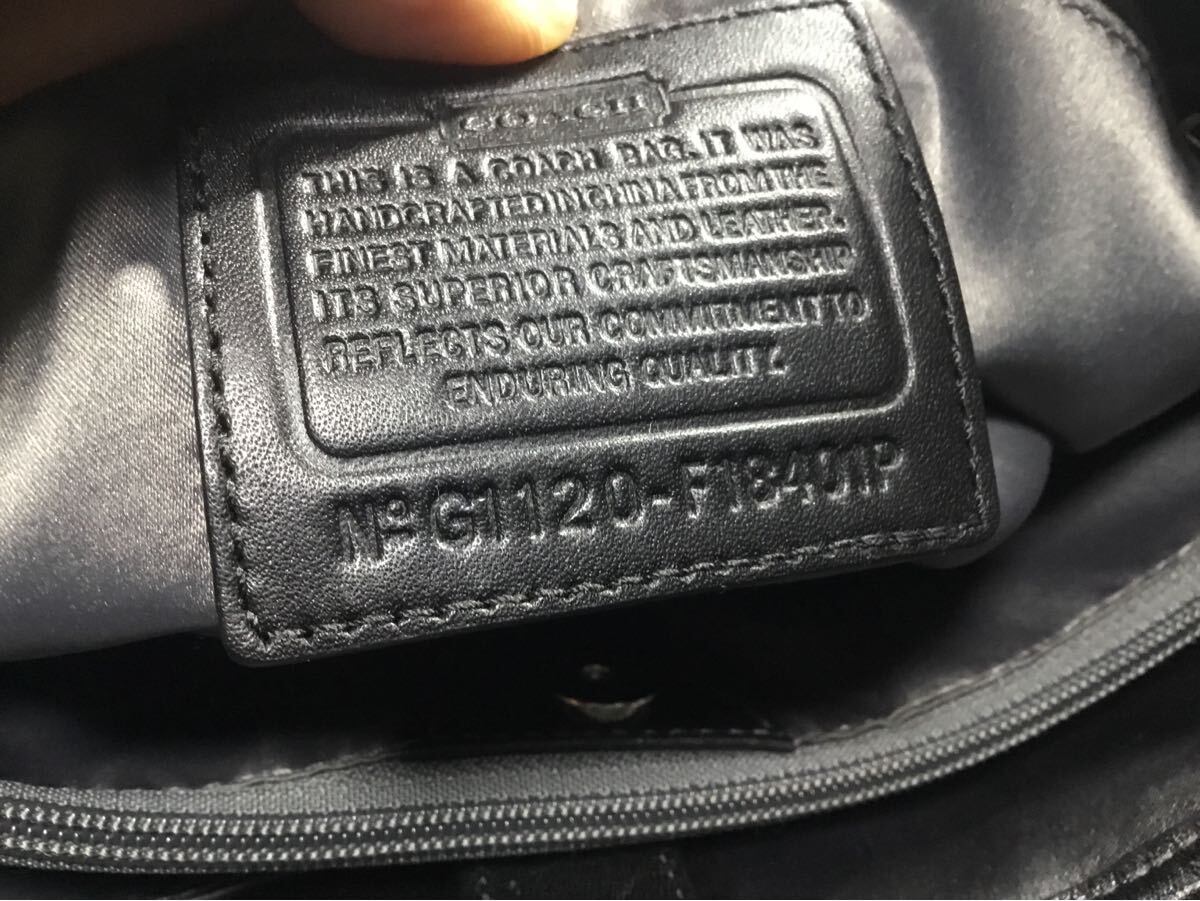 COACH
THIS IS A COACH BAG. IT WAS
HANDCRAFTED IN CHINA FROM THE
FINEST MATERIALS AND LEATHER.
ITS SUPERIOR CRAFTSMANSHIP
REFLECTS OUR COMMITMENT TO
ENDURING QUALITY.
Nº G1120-F18401P